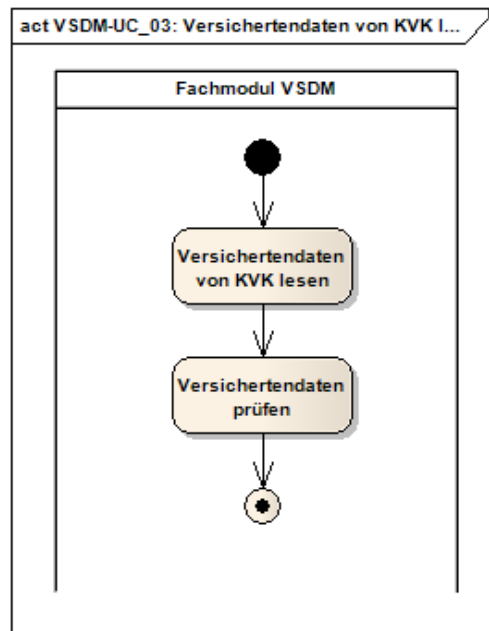 act VSDM-UC_03: Versichertendaten von KVK l...
Fachmodul VSDM
Versichertendaten
von KVK lesen
Versichertendaten
prüfen